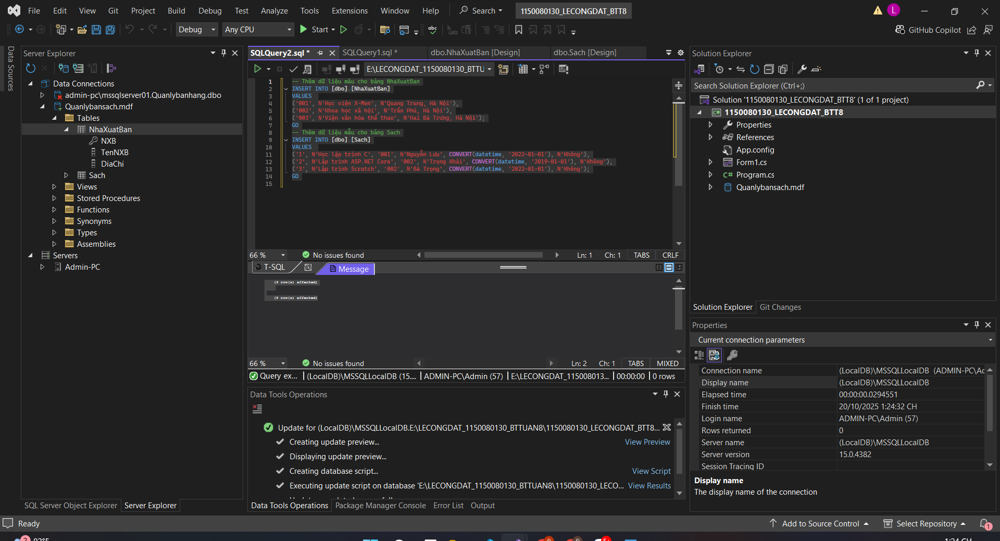 File Edit View Git Project Build Debug Test Analyze Tools Extensions Window Help Search 1150080130_LECONGDAT_BTT8 L
Debug Any CPU Start GitHub Copilot
Data Sources
Server Explorer
Data Connections
admin-pc\mssqlserver01.Quanlybanhang.dbo
Quanlybansach.mdf
Tables
NhaXuatBan
NXB
TenNXB
DiaChi
Sach
Views
Stored Procedures
Functions
Synonyms
Types
Assemblies
Servers
Admin-PC
SQL Server Object Explorer Server Explorer
SQLQuery2.sql * SQLQuery1.sql * dbo.NhaXuatBan [Design] dbo.Sach [Design]
E:\LECONGDAT_1150080130_BTTU
1 -- Thêm dữ liệu mẫu cho bảng NhaXuatBan
2 INSERT INTO [dbo].[NhaXuatBan]
3 VALUES
4 ('001', N'Học viện X-Men', N'Quang Trung, Hà Nội'),
5 ('002', N'Khoa học xã hội', N'Trần Phú, Hà Nội'),
6 ('003', N'Viện văn hóa thể thao', N'Hai Bà Trưng, Hà Nội');
7 GO
8 -- Thêm dữ liệu mẫu cho bảng Sach
9 INSERT INTO [dbo].[Sach]
10 VALUES
11 ('1', N'Học lập trình C', '001', N'Nguyễn Lưu', CONVERT(datetime, '2022-01-01'), N'Không'),
12 ('2', N'Lập trình ASP.NET Core', '002', N'Trọng Khải', CONVERT(datetime, '2019-01-01'), N'Không'),
13 ('3', N'Lập trình Scratch', '002', N'Bá Trọng', CONVERT(datetime, '2022-01-01'), N'Không');
14 GO
15
66 % No issues found Ln: 1 Ch: 1 TABS CRLF
T-SQL Message
(3 row(s) affected)
(3 row(s) affected)
66 % No issues found Ln: 2 Ch: 1 TABS MIXED
Query ex... (LocalDB)\MSSQLLocalDB (15.... ADMIN-PC\Admin (57) E:\LECONGDAT_115008013... 00:00:00 0 rows
Data Tools Operations
Update for (LocalDB)\MSSQLLocalDB.E:\LECONGDAT_1150080130_BTTUAN8\1150080130_LECONGDAT_BTT8...
Creating update preview... View Preview
Displaying update preview...
Creating database script... View Script
Executing update script on database 'E:\LECONGDAT_1150080130_BTTUAN8\1150080130_LECO... View Results
Data Tools Operations Package Manager Console Error List Output
Solution Explorer
Search Solution Explorer (Ctrl+;)
Solution '1150080130_LECONGDAT_BTT8' (1 of 1 project)
1150080130_LECONGDAT_BTT8
Properties
References
App.config
Form1.cs
Program.cs
Quanlybansach.mdf
Solution Explorer Git Changes
Properties
Current connection parameters
Connection name (LocalDB)\MSSQLLocalDB (ADMIN-PC\Ac
Display name (LocalDB)\MSSQLLocalDB
Elapsed time 00:00:00.0294551
Finish time 20/10/2025 1:24:32 CH
Login name ADMIN-PC\Admin (57)
Rows returned 0
Server name (LocalDB)\MSSQLLocalDB
Server version 15.0.4382
Session Tracing ID
Display name
The display name of the connection
Ready Add to Source Control Select Repository 1